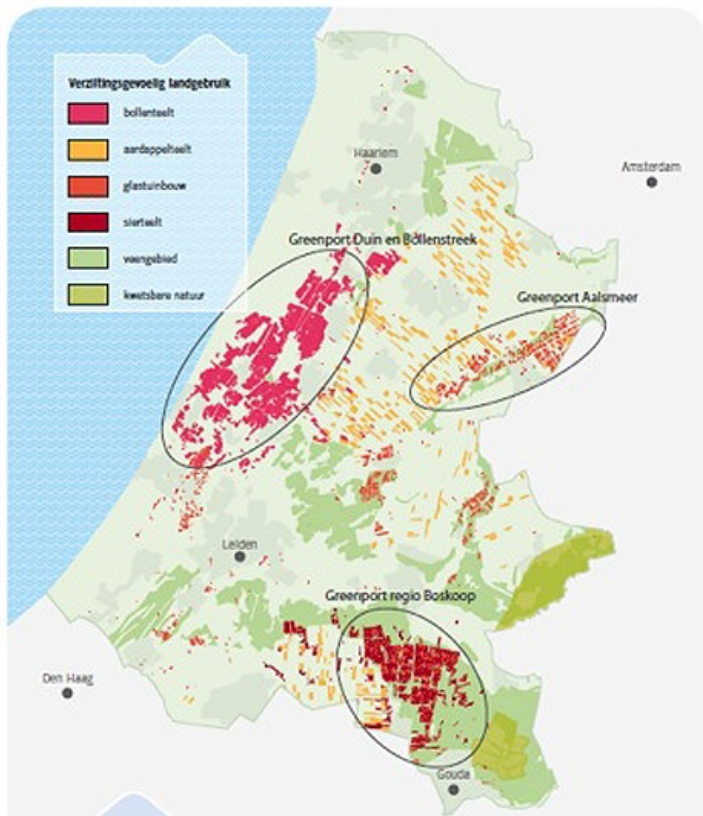 Verziltingsgevoelig landgebruik
bollenteelt
aardappelteelt
glastuinbouw
sierteelt
veengebied
kwetsbare natuur
Haarlem
Amsterdam
Greenport Duin en Bollenstreek
Greenport Aalsmeer
Leiden
Greenport regio Boskoop
Den Haag
Gouda